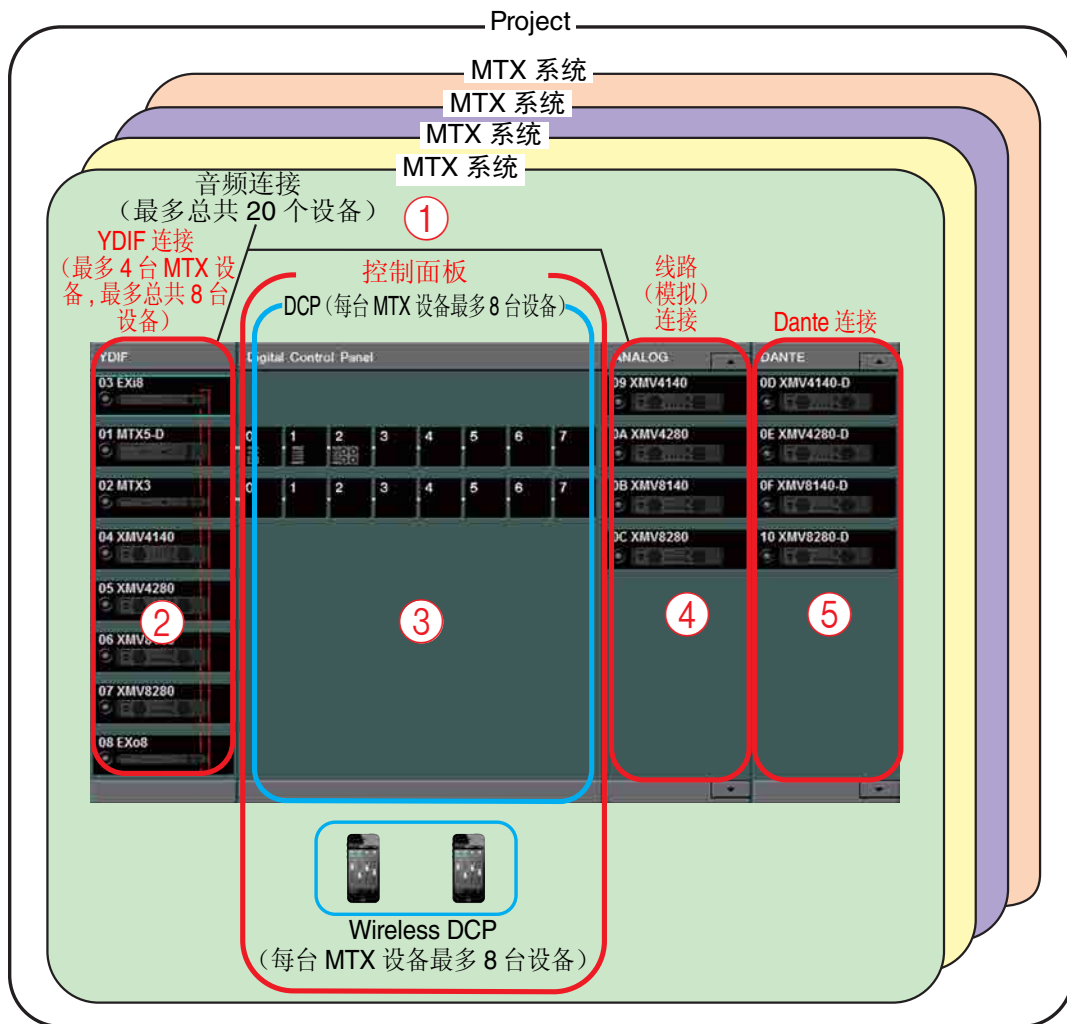 Project
MTX 系统
MTX 系统
MTX 系统
MTX 系统
音频连接
（最多总共 20 个设备）
①
YDIF 连接
（最多 4 台 MTX 设
备 , 最多总共 8 台
设备）
控制面板
DCP（每台 MTX 设备最多 8 台设备）
线路
（模拟）
连接
Dante 连接
YDIF
Digital Control Panel
ANALOG
DANTE
03 EXi8
01 MTX5-D
0 1 2 3 4 5 6 7
02 MTX3
0 1 2 3 4 5 6 7
04 XMV4140
05 XMV4280
07 XMV8280
08 EXo8
09 XMV4140
0A XMV4280
0B XMV8140
0C XMV8280
0D XMV4140-D
0E XMV4280-D
0F XMV8140-D
10 XMV8280-D
②
③
④
⑤
Wireless DCP
（每台 MTX 设备最多 8 台设备）